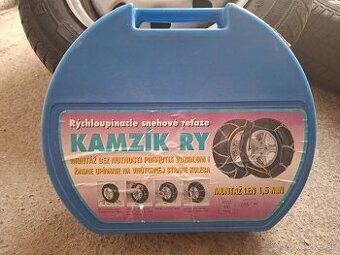 Rýchloupínacie snehové reťaze
KAMZÍK RY
MONTÁŽ BEZ NUTNOSTI POHNUTIA VOZIDLOM !
ŽIADNE UPÍNANIE NA VNÚTORNEJ STRANE KOLESA
MONTÁŽ LEN 1,5 MIN